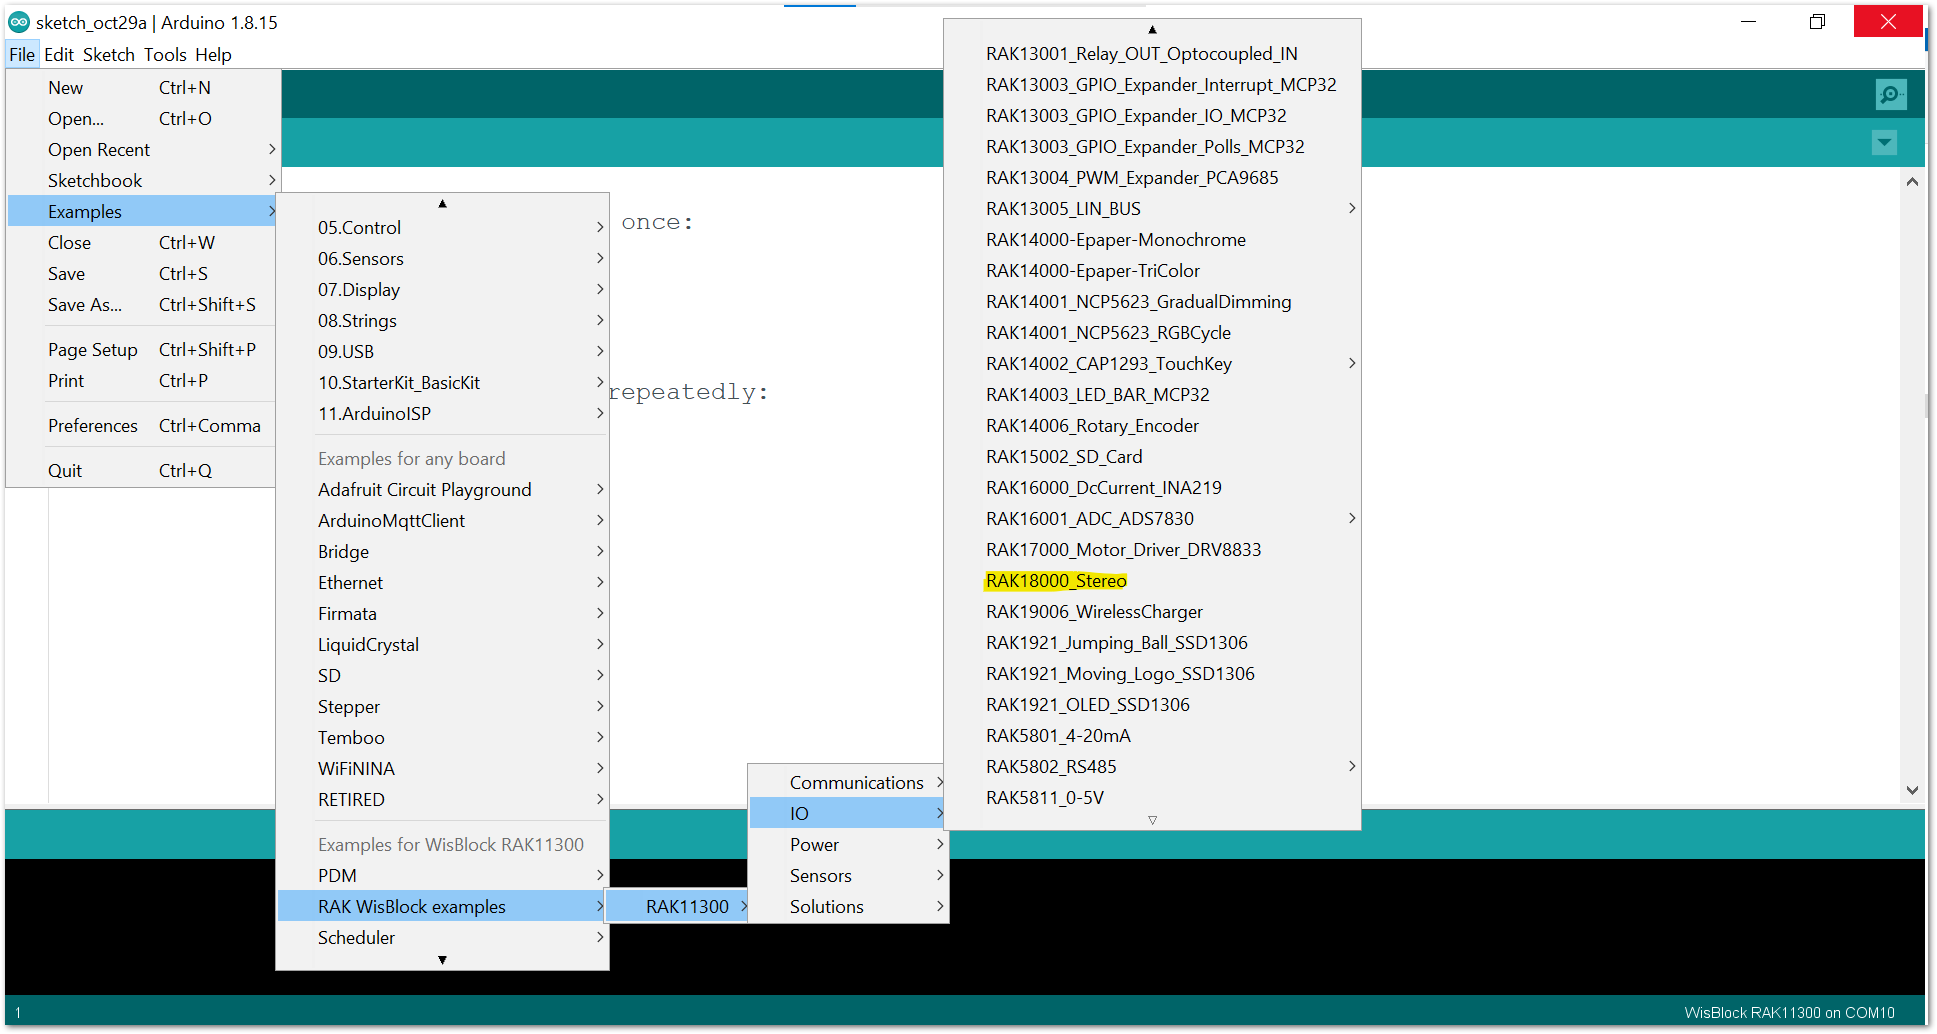 sketch_oct29a | Arduino 1.8.15
File Edit Sketch Tools Help
New Ctrl+N
Open... Ctrl+O
Open Recent
Sketchbook
Examples
Close Ctrl+W
Save Ctrl+S
Save As... Ctrl+Shift+S
Page Setup Ctrl+Shift+P
Print Ctrl+P
Preferences Ctrl+Comma
Quit Ctrl+Q
05.Control
06.Sensors
07.Display
08.Strings
09.USB
10.StarterKit_BasicKit
11.ArduinoISP
Examples for any board
Adafruit Circuit Playground
ArduinoMqttClient
Bridge
Ethernet
Firmata
LiquidCrystal
SD
Stepper
Temboo
WiFiNINA
RETIRED
Examples for WisBlock RAK11300
PDM
RAK WisBlock examples
Scheduler
once:
repeatedly:
RAK11300
Communications
IO
Power
Sensors
Solutions
RAK13001_Relay_OUT_Optocoupled_IN
RAK13003_GPIO_Expander_Interrupt_MCP32
RAK13003_GPIO_Expander_IO_MCP32
RAK13003_GPIO_Expander_Polls_MCP32
RAK13004_PWM_Expander_PCA9685
RAK13005_LIN_BUS
RAK14000-Epaper-Monochrome
RAK14000-Epaper-TriColor
RAK14001_NCP5623_GradualDimming
RAK14001_NCP5623_RGBCycle
RAK14002_CAP1293_TouchKey
RAK14003_LED_BAR_MCP32
RAK14006_Rotary_Encoder
RAK15002_SD_Card
RAK16000_DcCurrent_INA219
RAK16001_ADC_ADS7830
RAK17000_Motor_Driver_DRV8833
RAK18000_Stereo
RAK19006_WirelessCharger
RAK1921_Jumping_Ball_SSD1306
RAK1921_Moving_Logo_SSD1306
RAK1921_OLED_SSD1306
RAK5801_4-20mA
RAK5802_RS485
RAK5811_0-5V
1
WisBlock RAK11300 on COM10